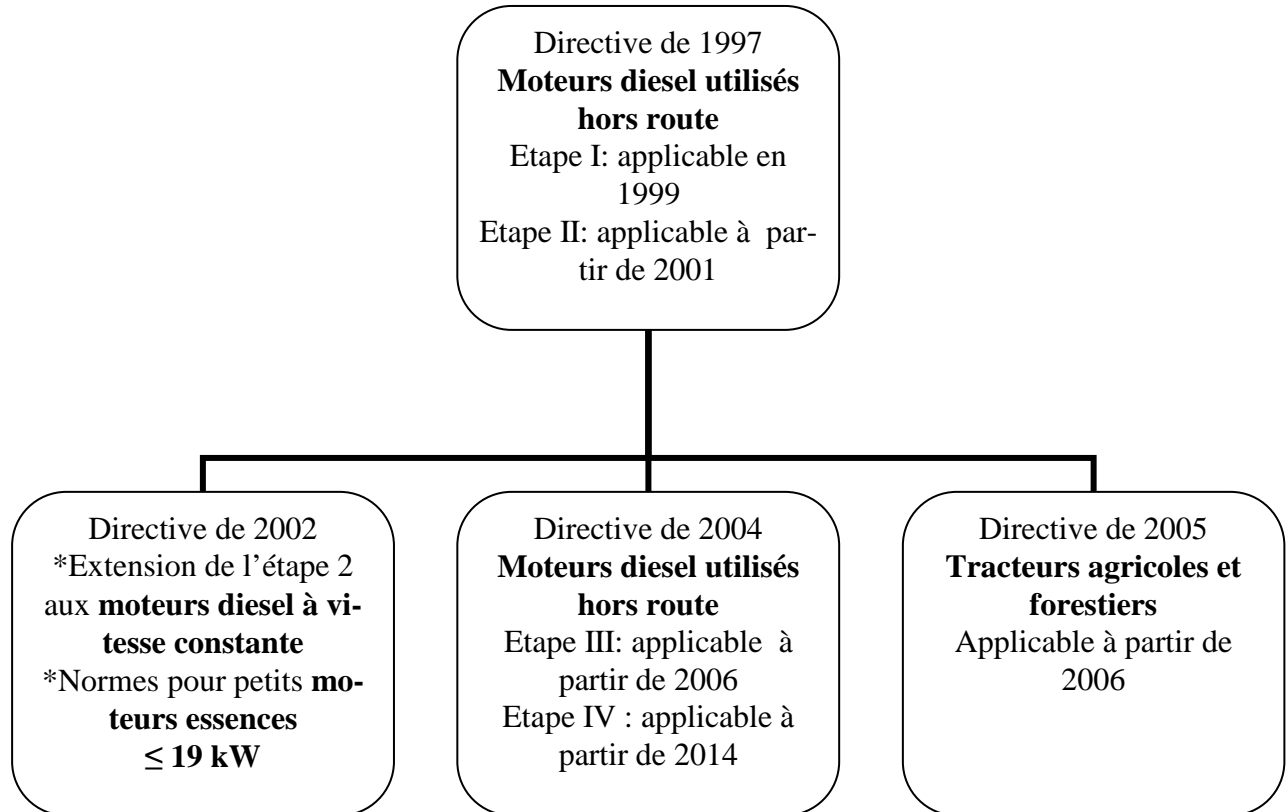 Directive de 1997
Moteurs diesel utilisés
hors route
Etape I: applicable en
1999
Etape II: applicable à par-
tir de 2001
Directive de 2002
*Extension de l’étape 2
aux moteurs diesel à vi-
tesse constante
*Normes pour petits mo-
teurs essences
≤ 19 kW
Directive de 2004
Moteurs diesel utilisés
hors route
Etape III: applicable à
partir de 2006
Etape IV : applicable à
partir de 2014
Directive de 2005
Tracteurs agricoles et
forestiers
Applicable à partir de
2006